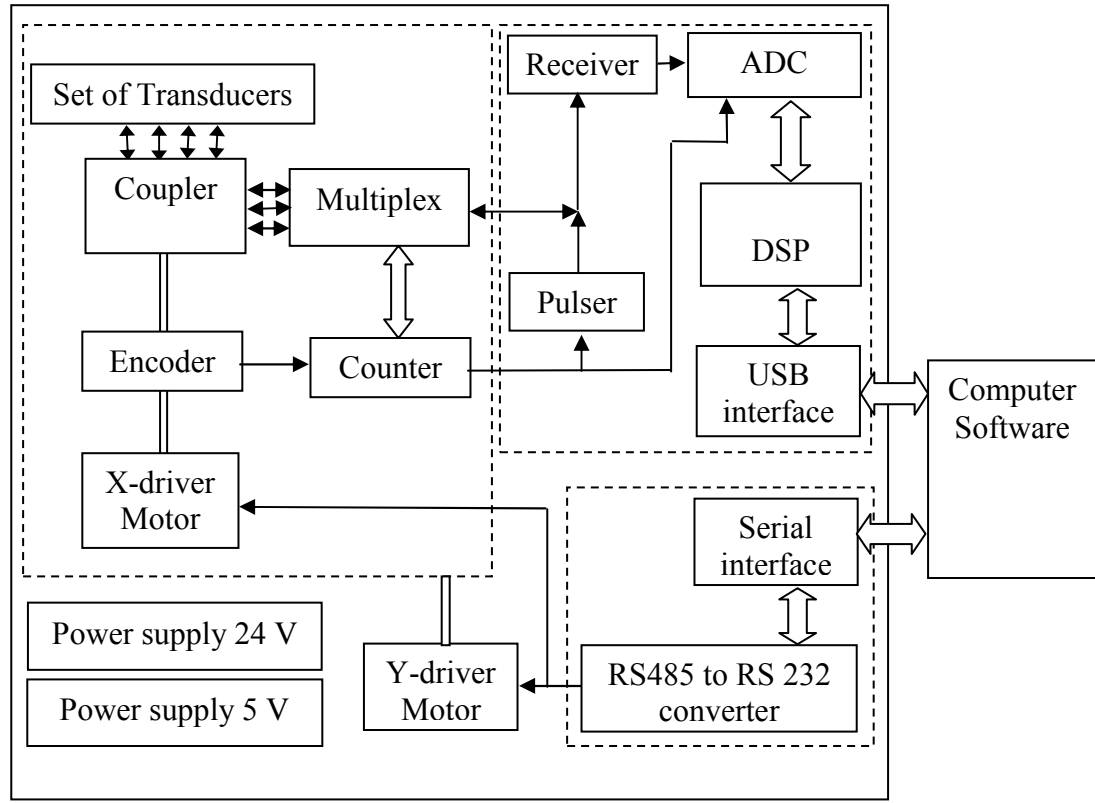 Set of Transducers
Coupler
Multiplex
Encoder
Counter
X-driver
Motor
Receiver
ADC
DSP
Pulser
USB
interface
Computer
Software
Serial
interface
RS485 to RS 232
converter
Y-driver
Motor
Power supply 24 V
Power supply 5 V